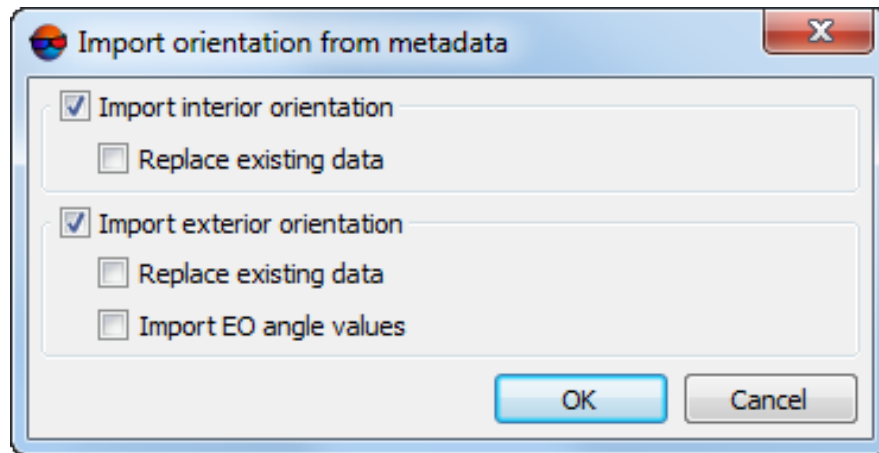 Import orientation from metadata
Import interior orientation
Replace existing data
Import exterior orientation
Replace existing data
Import EO angle values
OK Cancel